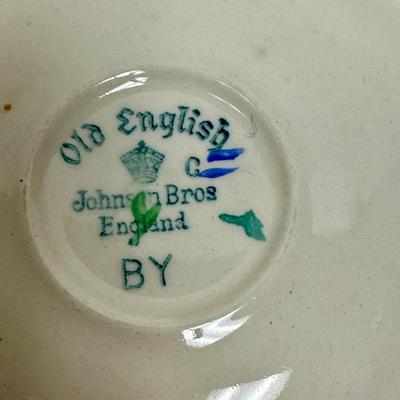 Old English
G
Johnson Bros
England
BY